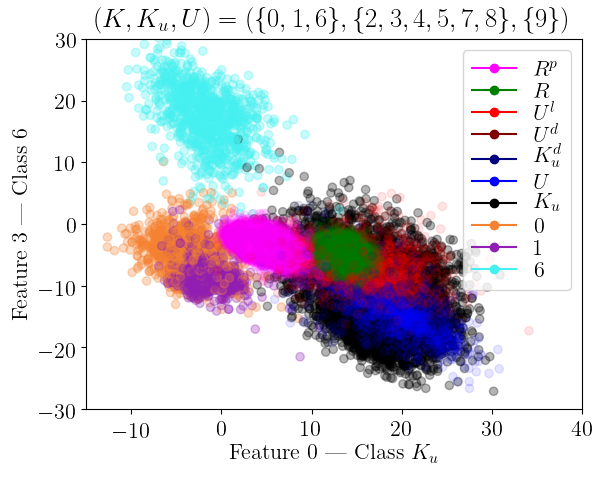 (K, K_u, U) = ({0, 1, 6}, {2, 3, 4, 5, 7, 8}, {9})
30
20
10
0
−10
−20
−30
Feature 3 — Class 6
R^p
R
U^l
U^d
K_u^d
U
K_u
0
1
6
−10
0
10
20
30
40
Feature 0 — Class K_u